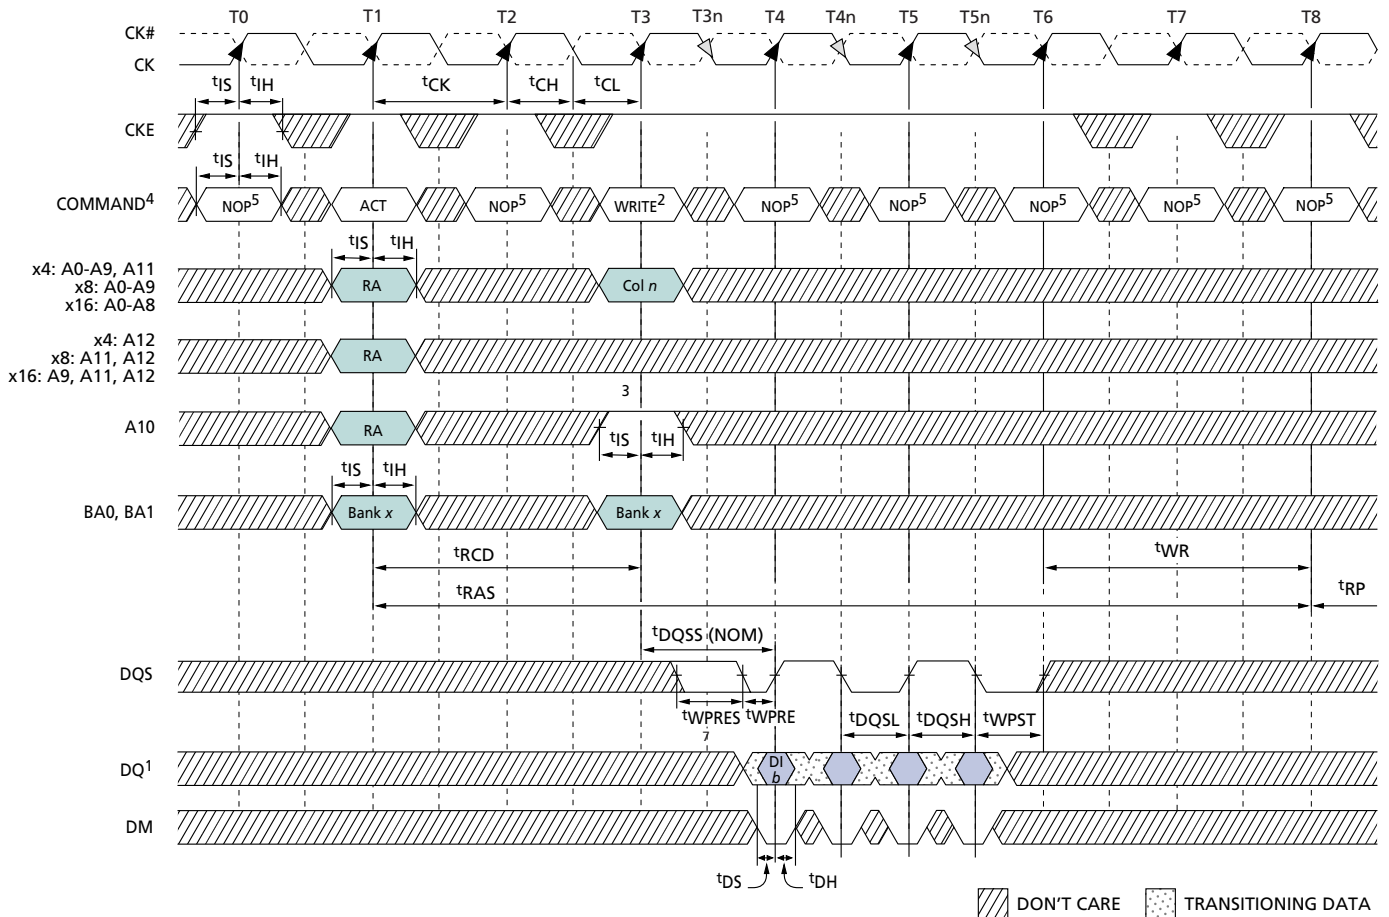 T0 T1 T2 T3 T3n T4 T4n T5 T5n T6 T7 T8
CK#
CK
tIS tIH tCK tCH tCL
CKE
tIS tIH
COMMAND4 NOP5 ACT NOP5 WRITE2 NOP5 NOP5 NOP5 NOP5 NOP5
tIS tIH
x4: A0-A9, A11
x8: A0-A9
x16: A0-A8
RA Col n
x4: A12
x8: A11, A12
x16: A9, A11, A12
RA
3
A10 RA
tIS tIH
tIS tIH
BA0, BA1 Bank x Bank x
tRCD tWR
tRAS tRP
tDQSS (NOM)
DQS
tWPRES tWPRE tDQSL tDQSH tWPST
7
DQ1 DI
b
DM
tDS tDH
DON'T CARE TRANSITIONING DATA